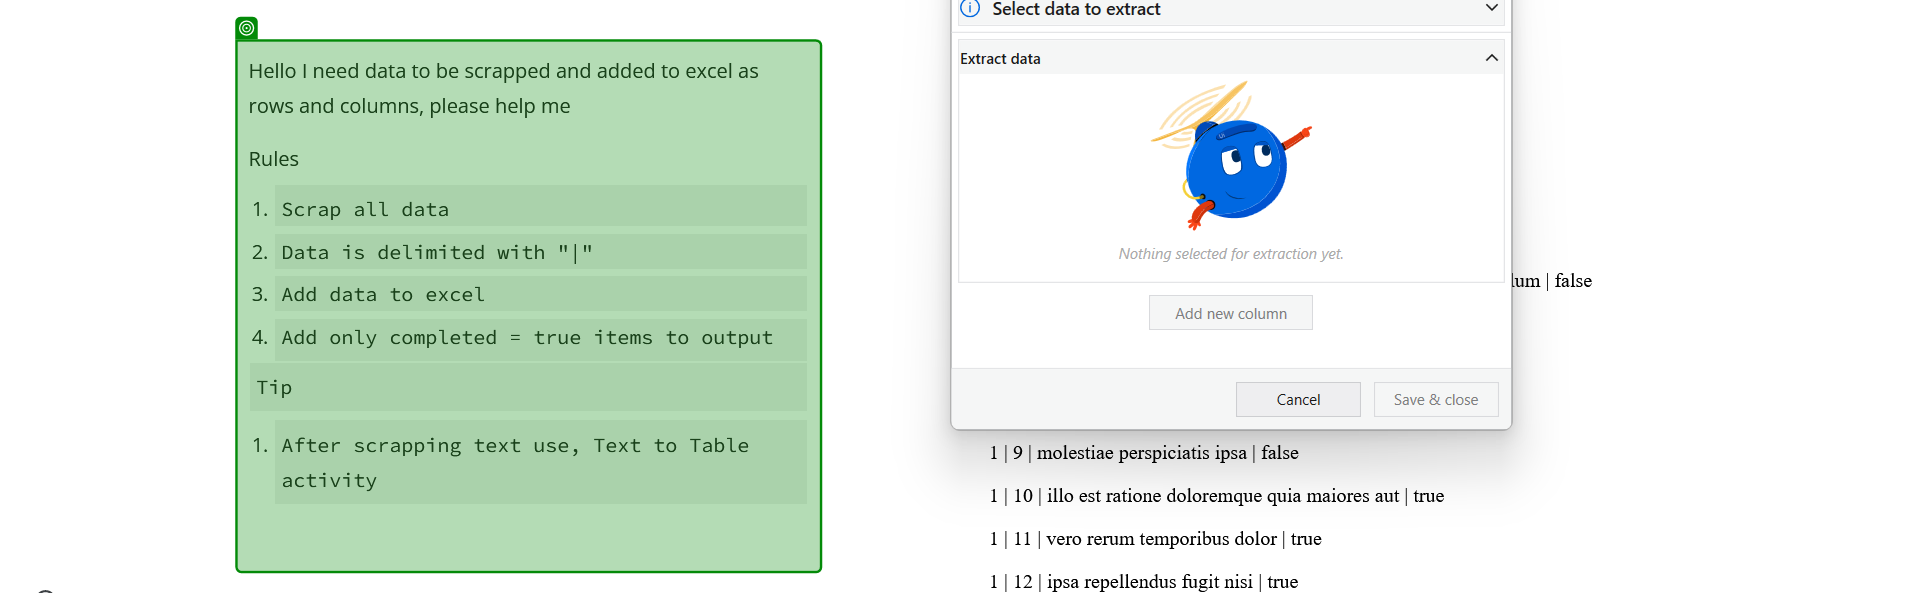 Hello I need data to be scrapped and added to excel as
rows and columns, please help me
Rules
1. Scrap all data
2. Data is delimited with "|"
3. Add data to excel
4. Add only completed = true items to output
Tip
1. After scrapping text use, Text to Table
activity
Select data to extract
Extract data
Nothing selected for extraction yet.
Add new column
Cancel
Save & close
| false
1 | 9 | molestiae perspiciatis ipsa | false
1 | 10 | illo est ratione doloremque quia maiores aut | true
1 | 11 | vero rerum temporibus dolor | true
1 | 12 | ipsa repellendus fugit nisi | true